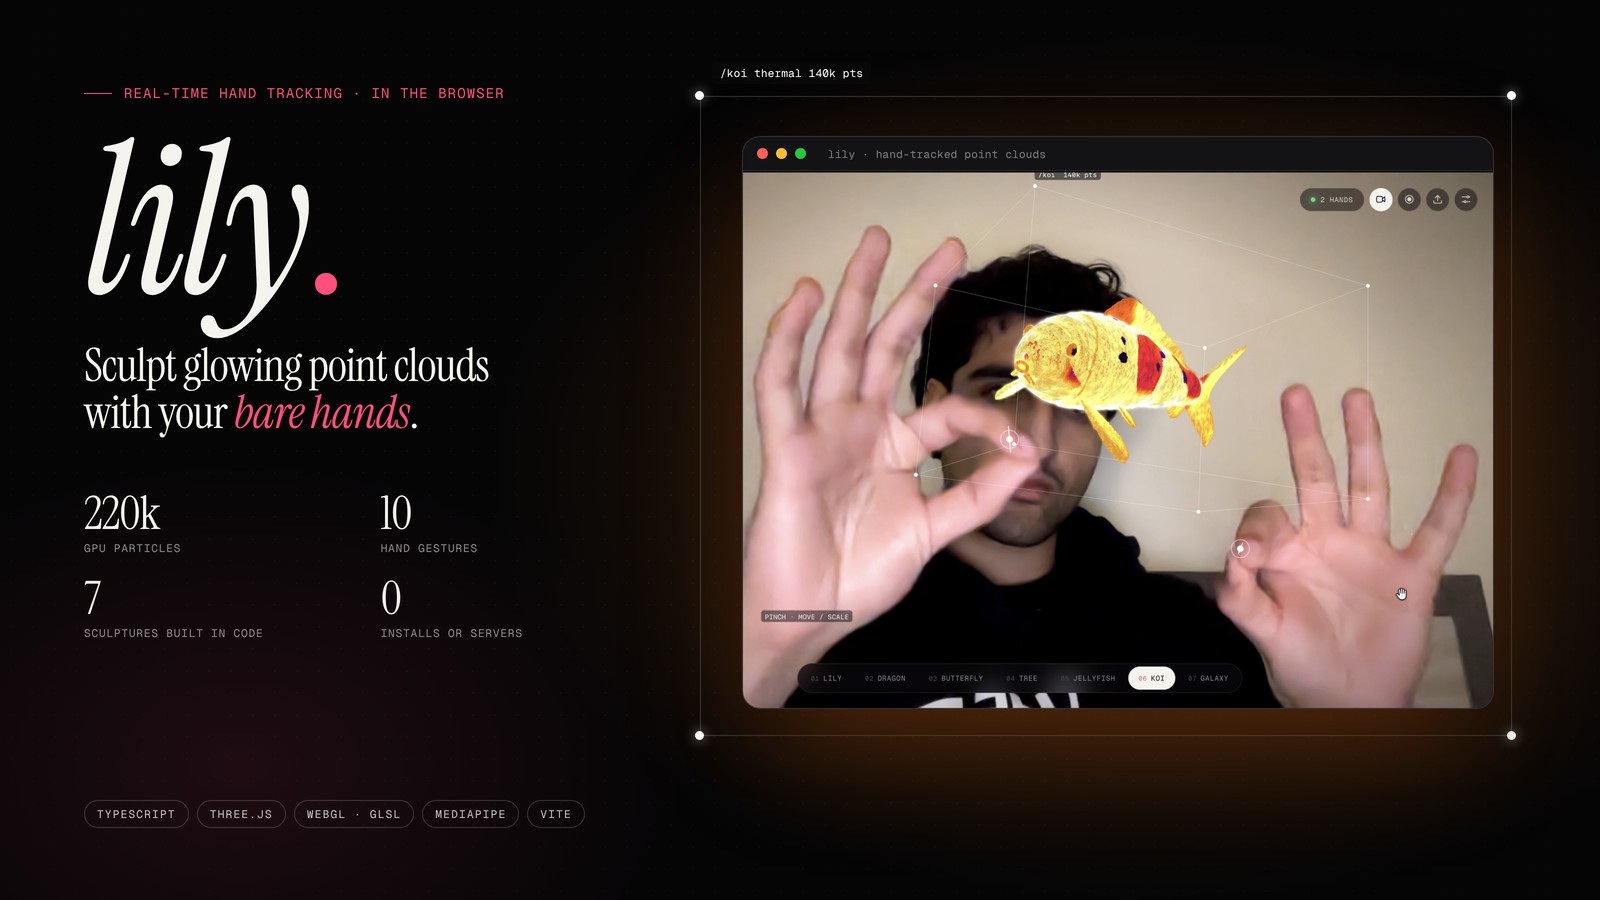 REAL-TIME HAND TRACKING · IN THE BROWSER
lily.
Sculpt glowing point clouds
with your bare hands.
220k
GPU PARTICLES
10
HAND GESTURES
7
SCULPTURES BUILT IN CODE
0
INSTALLS OR SERVERS
TYPESCRIPT
THREE.JS
WEBGL · GLSL
MEDIAPIPE
VITE
/koi thermal 140k pts
lily · hand-tracked point clouds
/koi 140k pts
2 HANDS
PINCH · MOVE / SCALE
01 LILY
02 DRAGON
03 BUTTERFLY
04 TREE
05 JELLYFISH
06 KOI
07 GALAXY